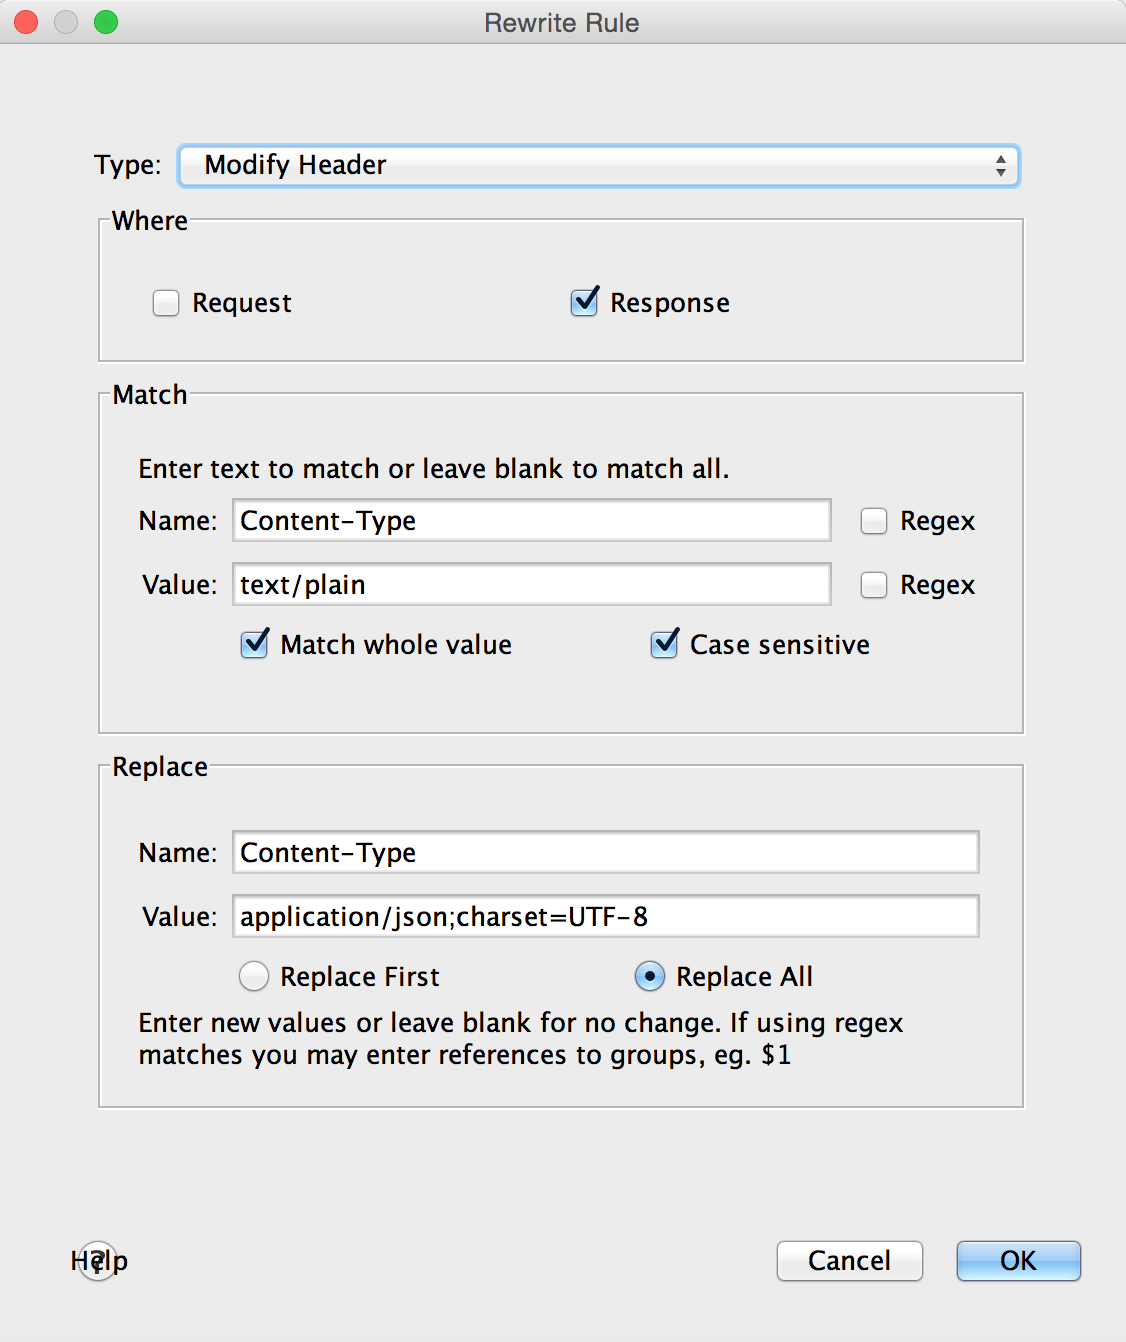 Rewrite Rule
Type: Modify Header
Where
Request Response
Match
Enter text to match or leave blank to match all.
Name: Content-Type Regex
Value: text/plain Regex
Match whole value Case sensitive
Replace
Name: Content-Type
Value: application/json;charset=UTF-8
Replace First Replace All
Enter new values or leave blank for no change. If using regex
matches you may enter references to groups, eg. $1
Help ? Cancel OK